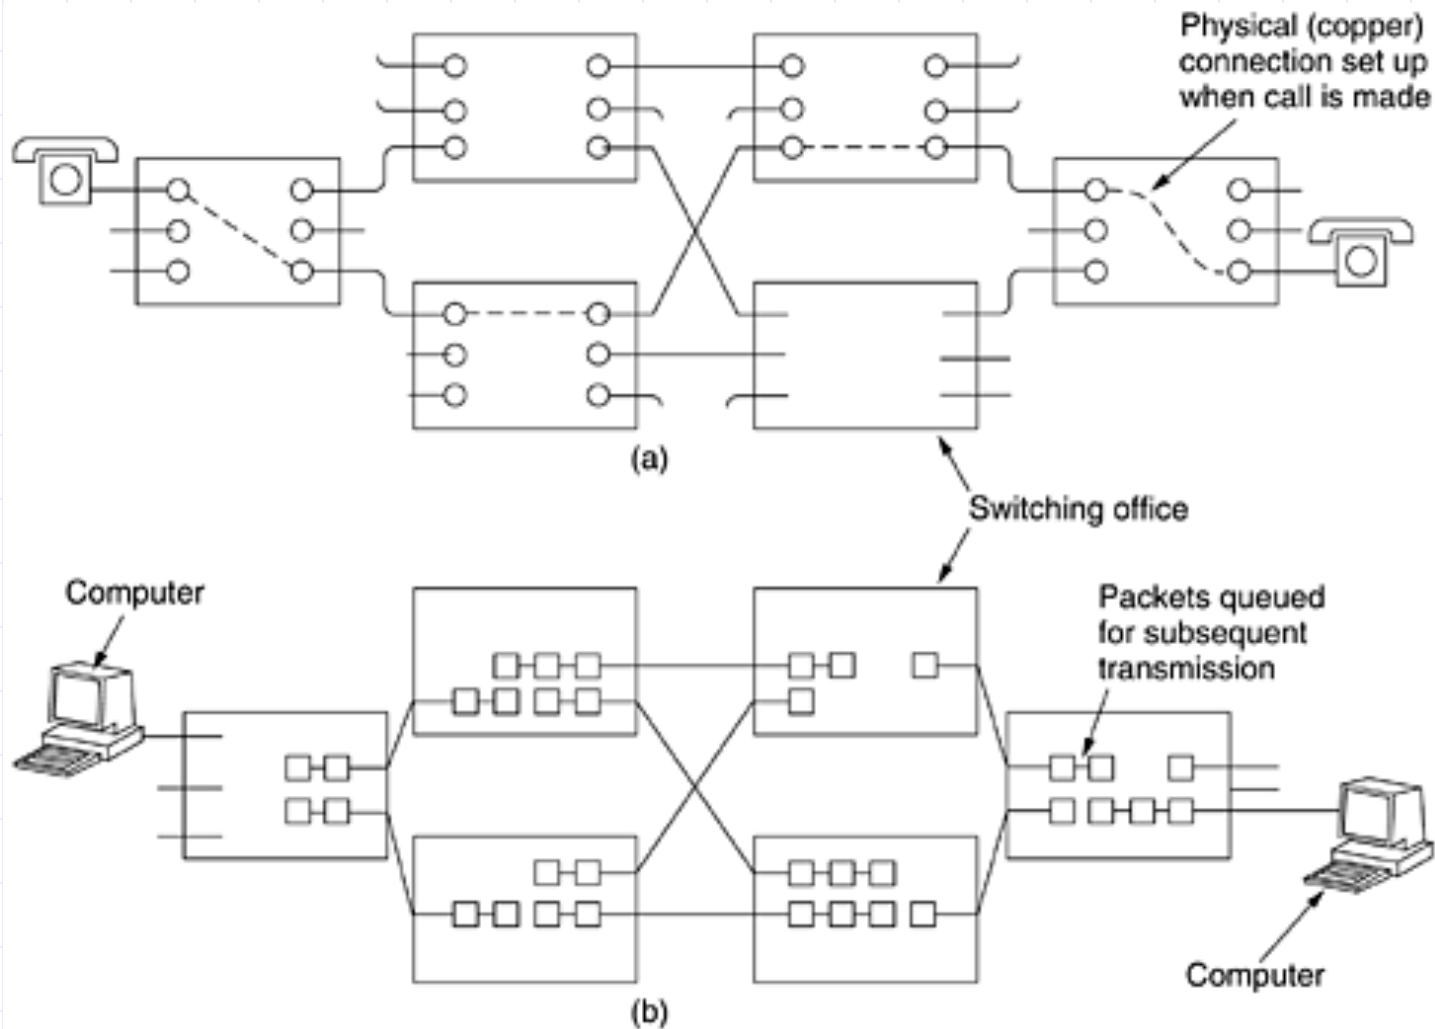 Physical (copper)
connection set up
when call is made
(a)
Switching office
Computer
Packets queued
for subsequent
transmission
Computer
(b)